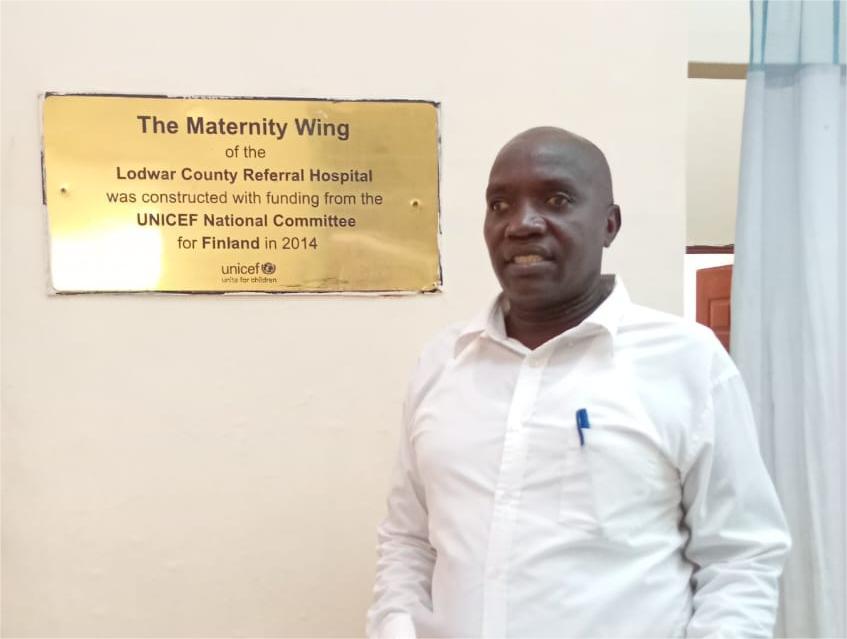 The Maternity Wing
of the
Lodwar County Referral Hospital
was constructed with funding from the
UNICEF National Committee
for Finland in 2014
unicef
unite for children